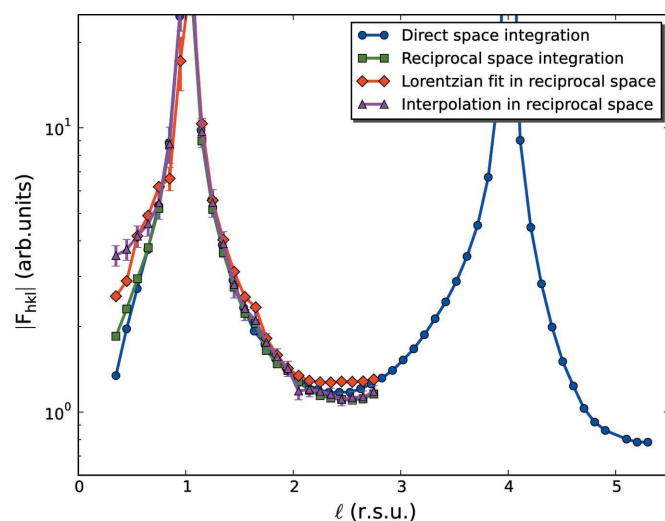 Direct space integration
Reciprocal space integration
Lorentzian fit in reciprocal space
Interpolation in reciprocal space
|F_hkl| (arb.units)
10¹
10⁰
0 1 2 3 4 5
ℓ (r.s.u.)